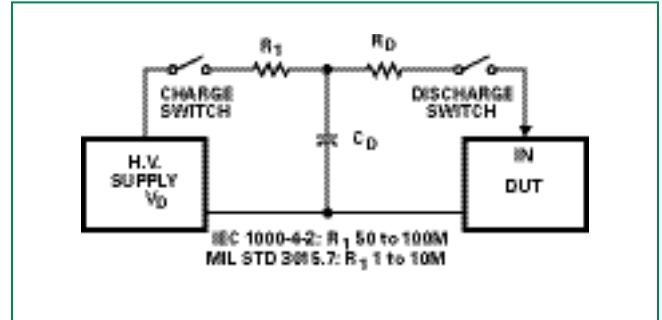 R1
RD
CHARGE
SWITCH
DISCHARGE
SWITCH
CD
H.V.
SUPPLY
VD
IN
DUT
IEC 1000-4-2: R1 50 to 100M
MIL STD 3015.7: R1 1 to 10M